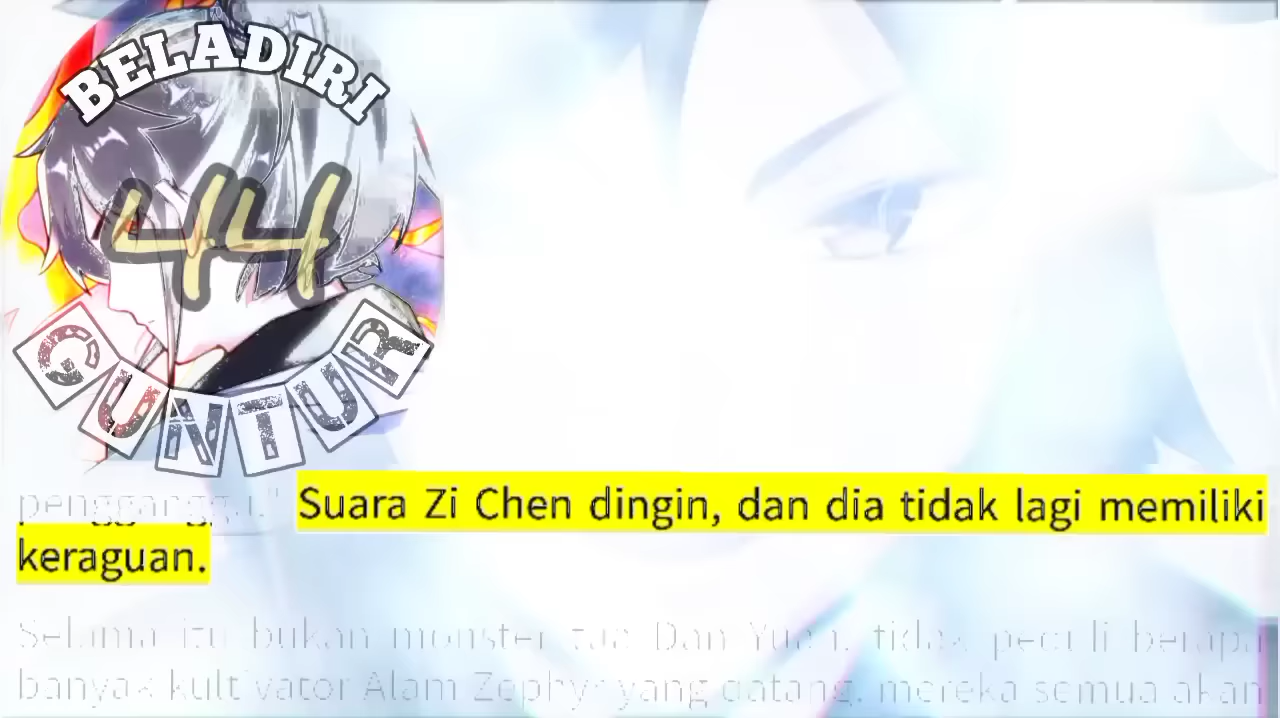 BELADIRI
44
GUNTUR
pengganggu." Suara Zi Chen dingin, dan dia tidak lagi memiliki
keraguan.
Selama itu bukan monster tua Dan Yuan, tidak peduli berapa
banyak kultivator Alam Zephyr yang datang, mereka semua akan